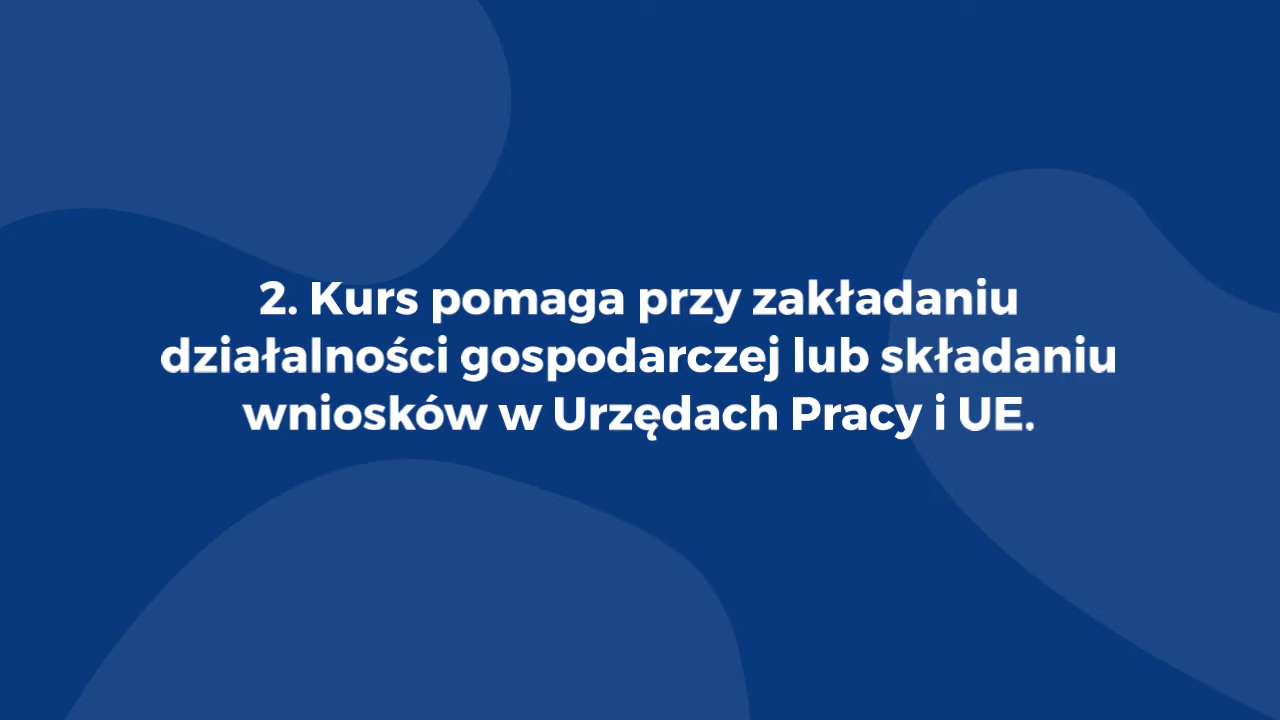 2. Kurs pomaga przy zakładaniu
działalności gospodarczej lub składaniu
wniosków w Urzędach Pracy i UE.